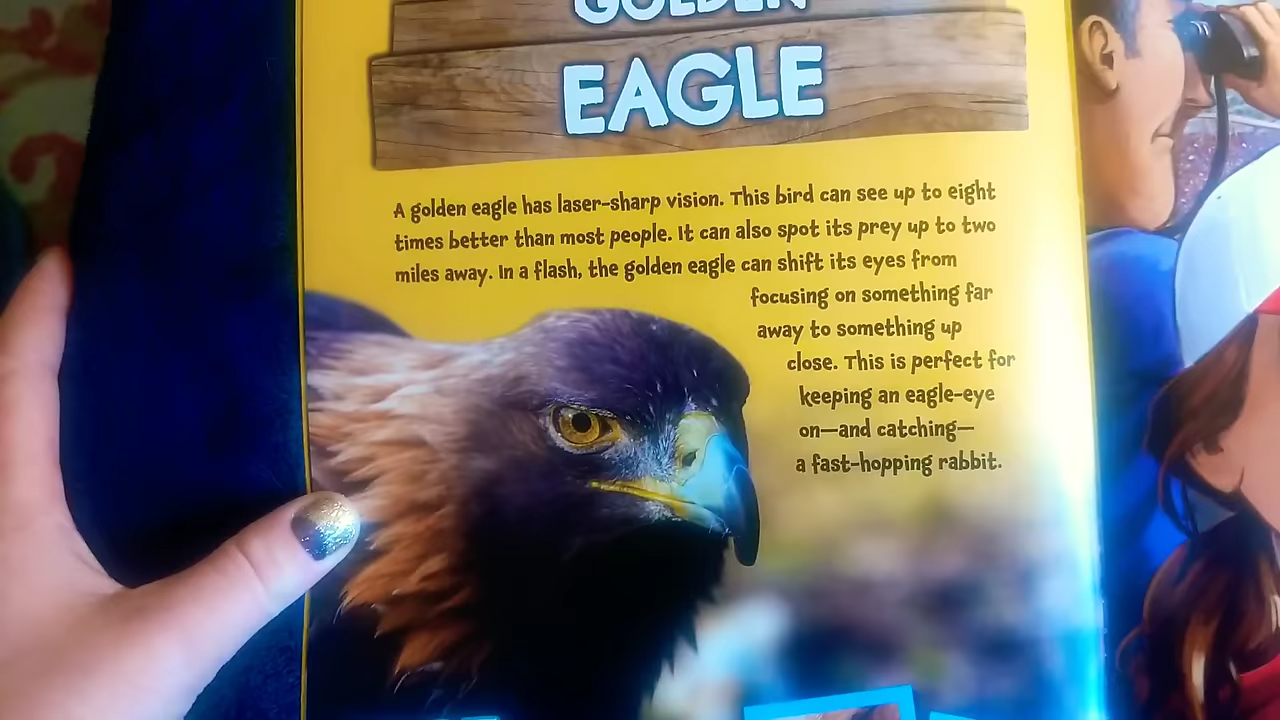 GOLDEN
EAGLE
A golden eagle has laser-sharp vision. This bird can see up to eight
times better than most people. It can also spot its prey up to two
miles away. In a flash, the golden eagle can shift its eyes from
focusing on something far
away to something up
close. This is perfect for
keeping an eagle-eye
on—and catching—
a fast-hopping rabbit.